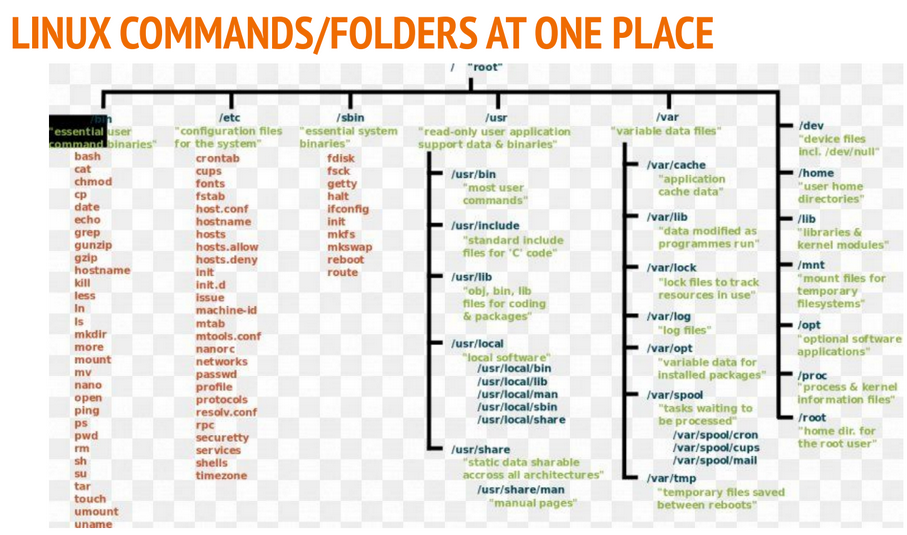 LINUX COMMANDS/FOLDERS AT ONE PLACE
/ "root"
/bin
"essential user
command binaries"
bash
cat
chmod
cp
date
echo
grep
gunzip
gzip
hostname
kill
less
ln
ls
mkdir
more
mount
mv
nano
open
ping
ps
pwd
rm
sh
su
tar
touch
umount
uname
/etc
"configuration files
for the system"
crontab
cups
fonts
fstab
host.conf
hostname
hosts
hosts.allow
hosts.deny
init
init.d
issue
machine-id
mtab
mtools.conf
nanorc
networks
passwd
profile
protocols
resolv.conf
rpc
securetty
services
shells
timezone
/sbin
"essential system
binaries"
fdisk
fsck
getty
halt
ifconfig
init
mkfs
mkswap
reboot
route
/usr
"read-only user application
support data & binaries"
/usr/bin
"most user
commands"
/usr/include
"standard include
files for 'C' code"
/usr/lib
"obj, bin, lib
files for coding
& packages"
/usr/local
"local software"
/usr/local/bin
/usr/local/lib
/usr/local/man
/usr/local/sbin
/usr/local/share
/usr/share
"static data sharable
accross all architectures"
/usr/share/man
"manual pages"
/var
"variable data files"
/var/cache
"application
cache data"
/var/lib
"data modified as
programmes run"
/var/lock
"lock files to track
resources in use"
/var/log
"log files"
/var/opt
"variable data for
installed packages"
/var/spool
"tasks waiting to
be processed"
/var/spool/cron
/var/spool/cups
/var/spool/mail
/var/tmp
"temporary files saved
between reboots"
/dev
"device files
incl. /dev/null"
/home
"user home
directories"
/lib
"libraries &
kernel modules"
/mnt
"mount files for
temporary
filesystems"
/opt
"optional software
applications"
/proc
"process & kernel
information files"
/root
"home dir. for
the root user"